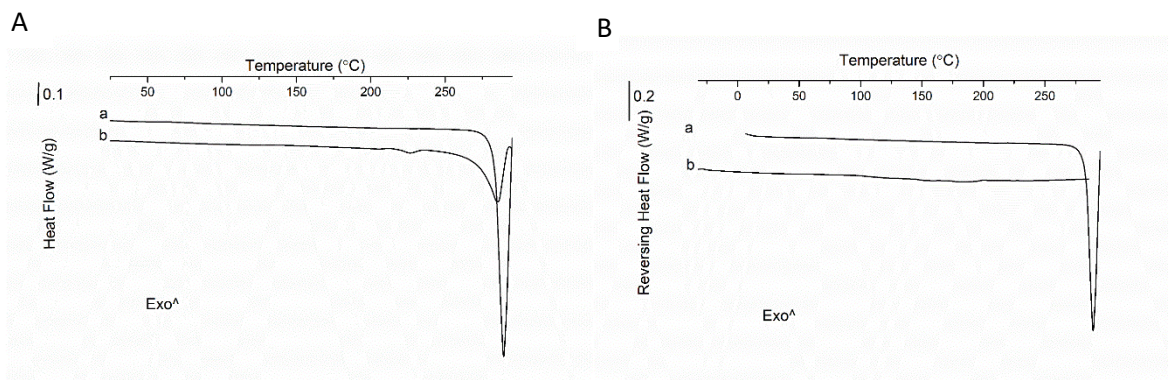 A
Temperature (°C)
0.1
50
100
150
200
250
a
b
Heat Flow (W/g)
Exo^
B
Temperature (°C)
0.2
0
50
100
150
200
250
a
b
Reversing Heat Flow (W/g)
Exo^